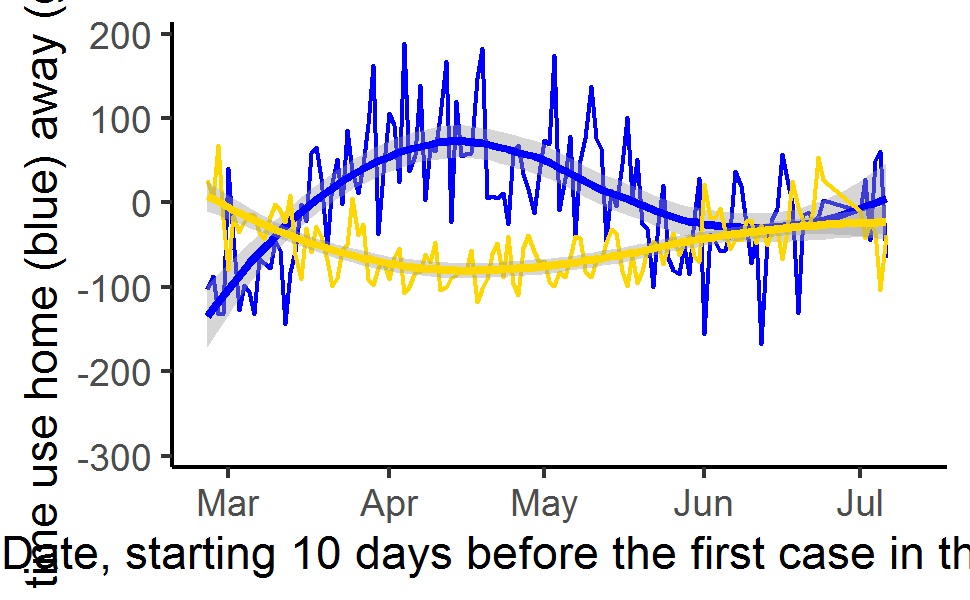 time use home (blue) away (
200
100
0
-100
-200
-300
Mar Apr May Jun Jul
Date, starting 10 days before the first case in th